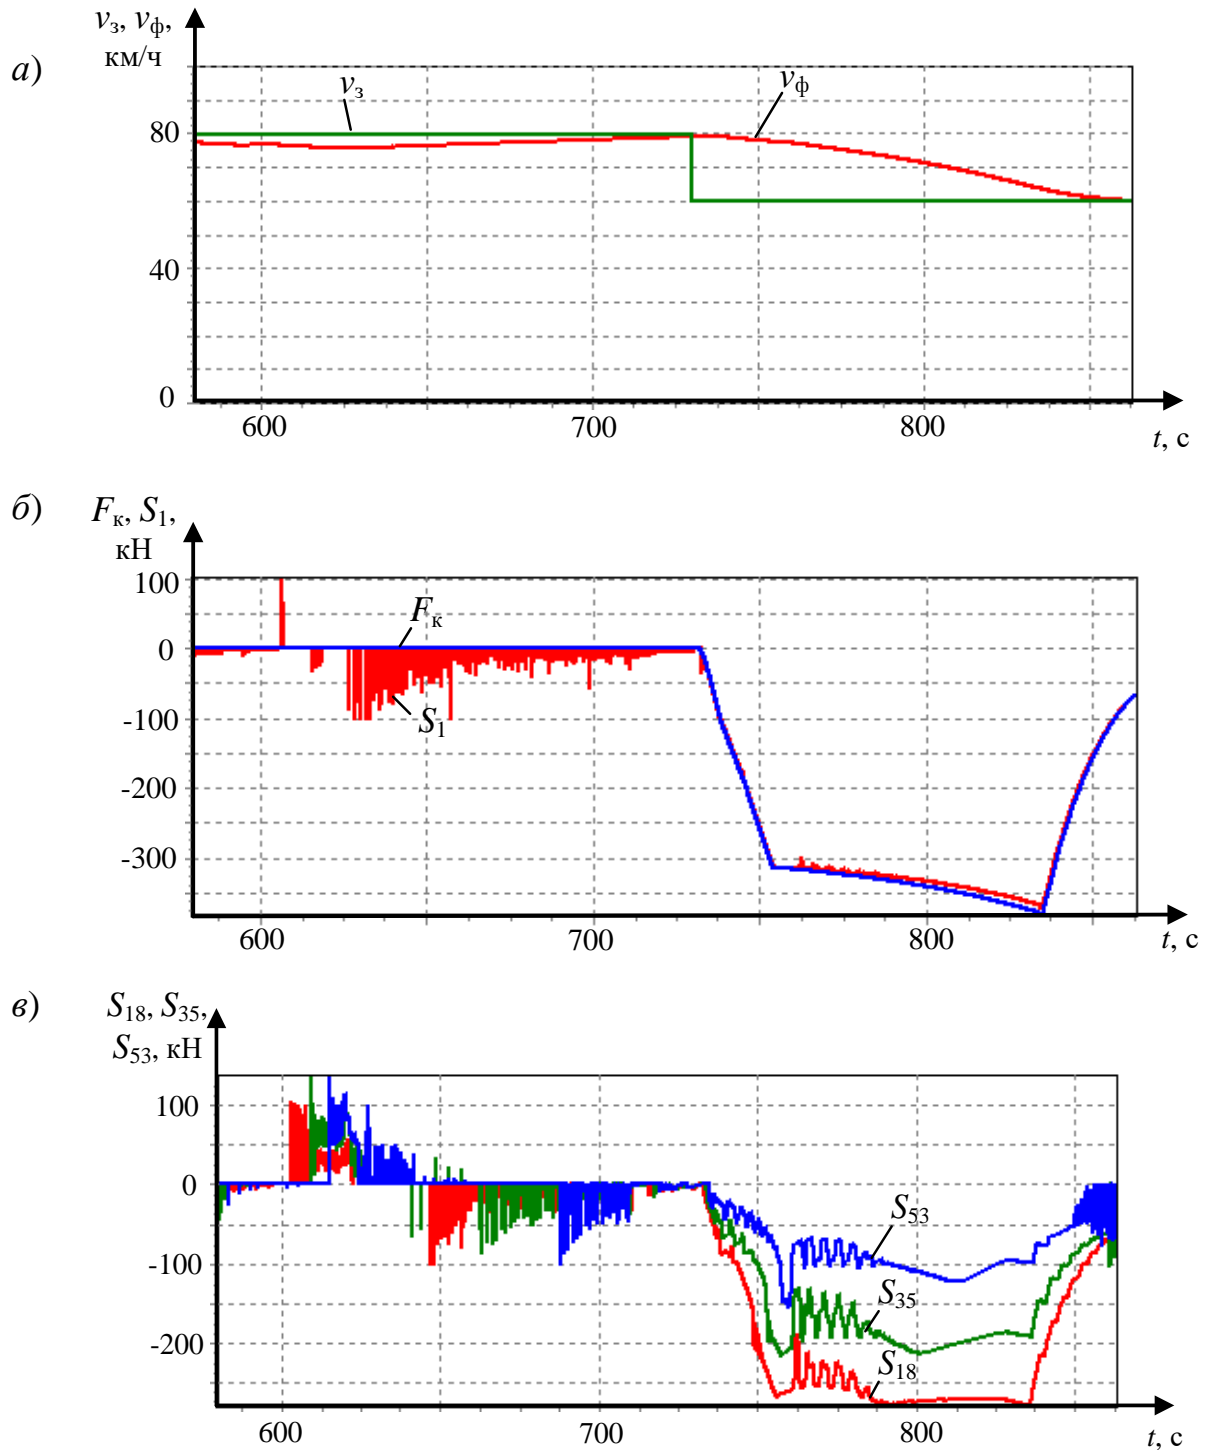 а)
vз, vф,
км/ч
vз
vф
80
40
0
600 700 800
t, с
б)
Fк, S1,
кН
100
Fк
0
-100
S1
-200
-300
600 700 800
t, с
в)
S18, S35,
S53, кН
100
0
S53
-100
S35
-200
S18
600 700 800
t, с